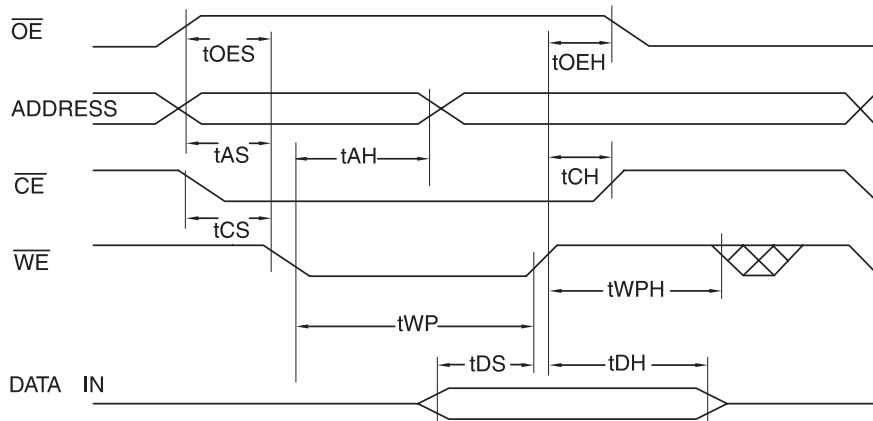 OE
tOES
tOEH
ADDRESS
tAS
tAH
tCH
CE
tCS
WE
tWPH
tWP
tDS
tDH
DATA IN